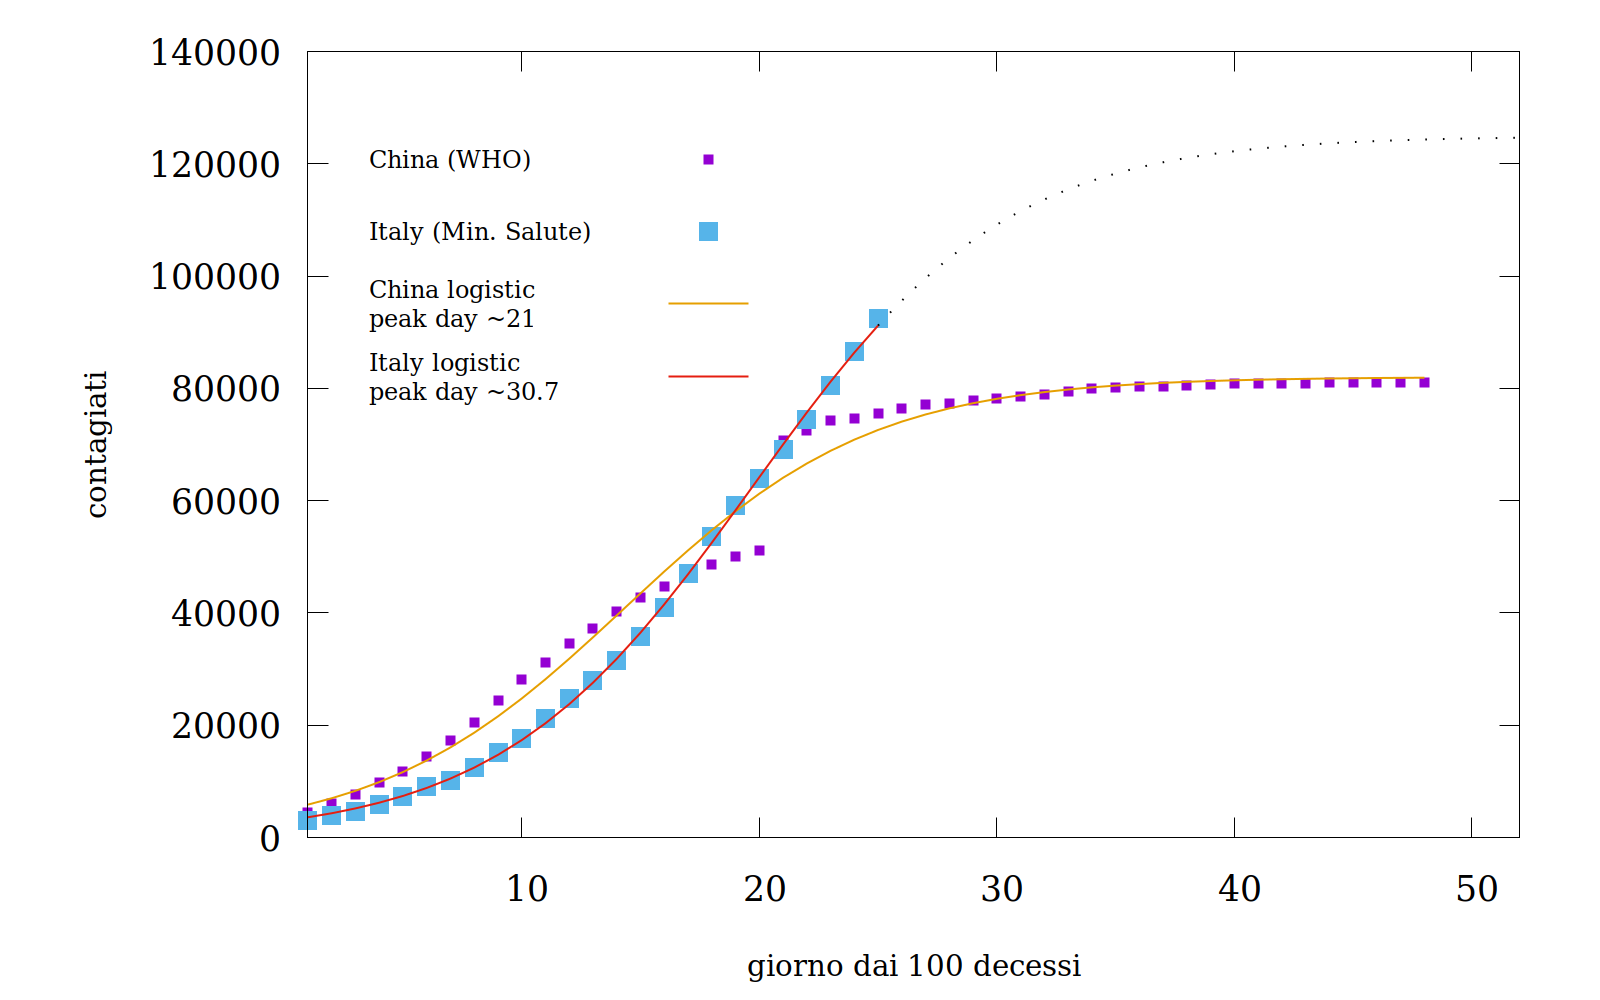 140000
120000
100000
80000
60000
40000
20000
0
contagiati
China (WHO)
Italy (Min. Salute)
China logistic
peak day ~21
Italy logistic
peak day ~30.7
10 20 30 40 50
giorno dai 100 decessi